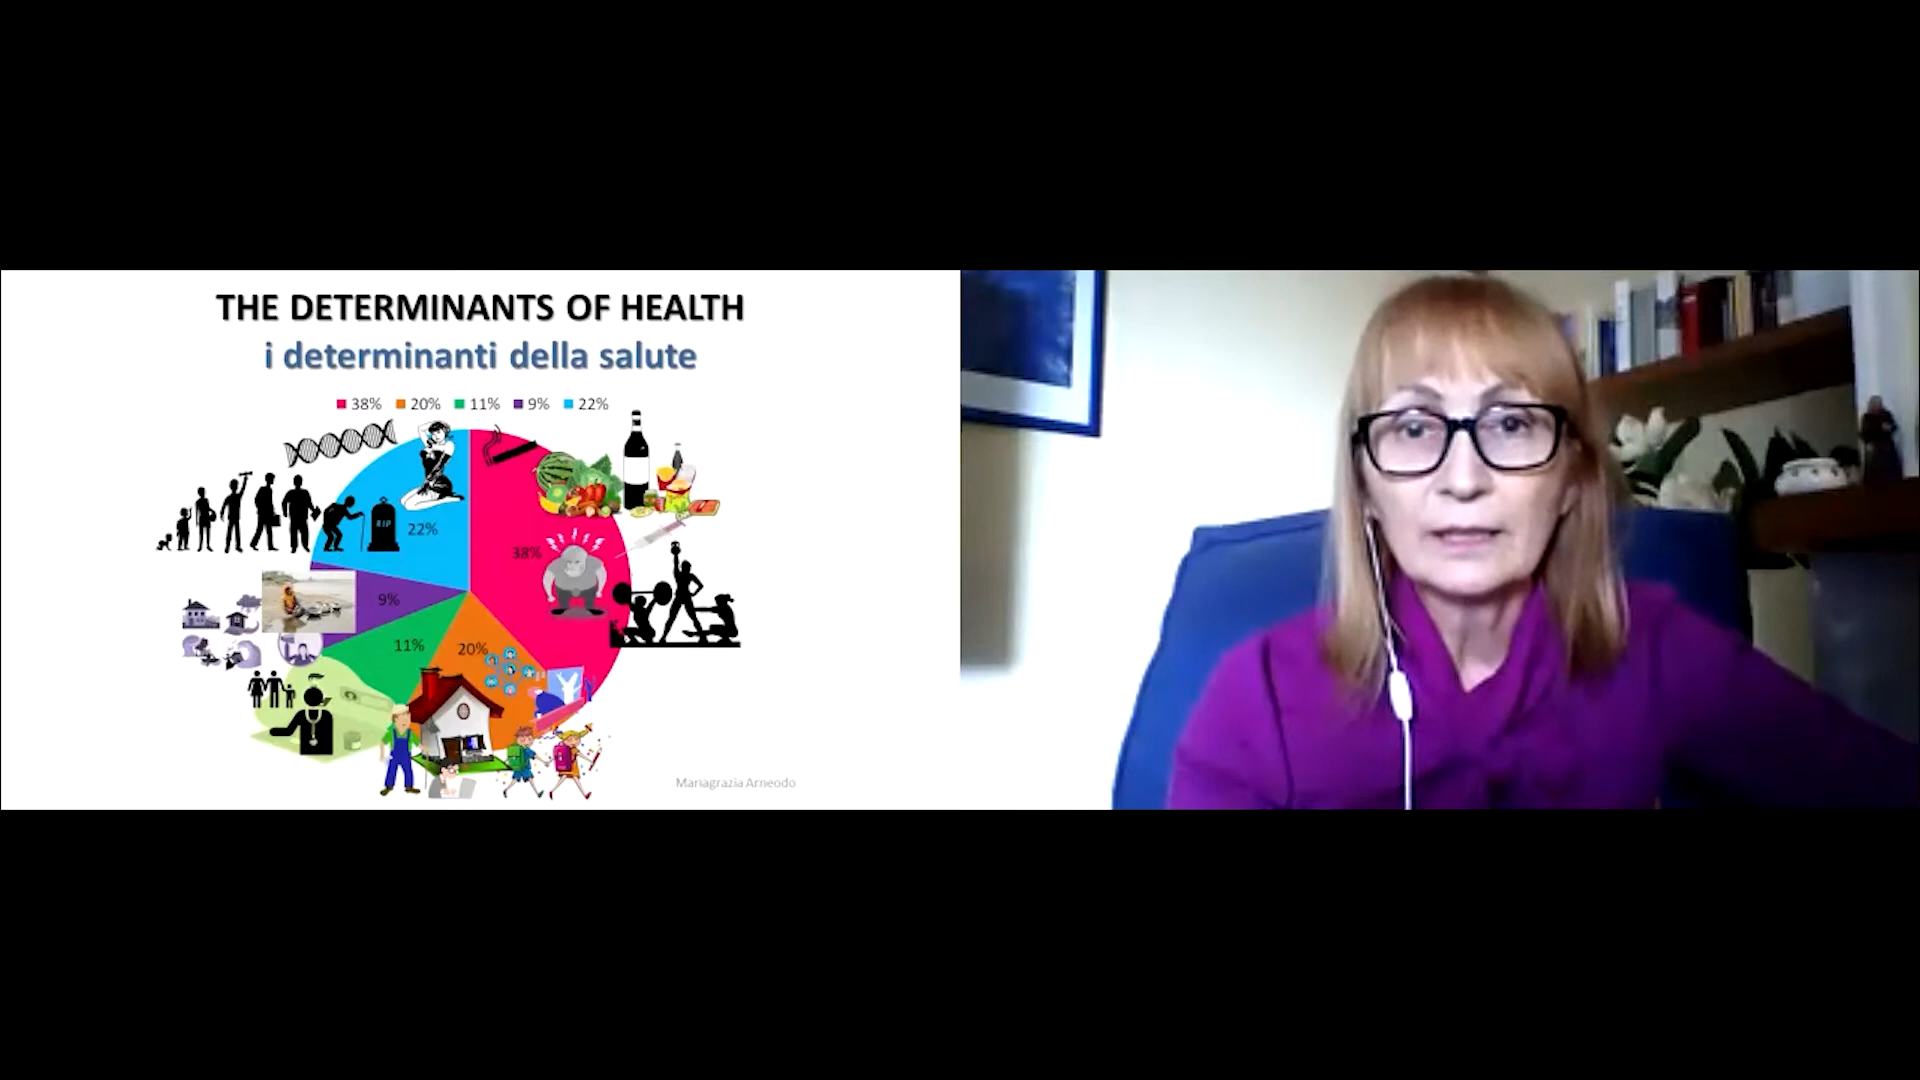 THE DETERMINANTS OF HEALTH
i determinanti della salute
38% 20% 11% 9% 22%
22%
RIP
38%
9%
11%
20%
Mariagrazia Arneodo